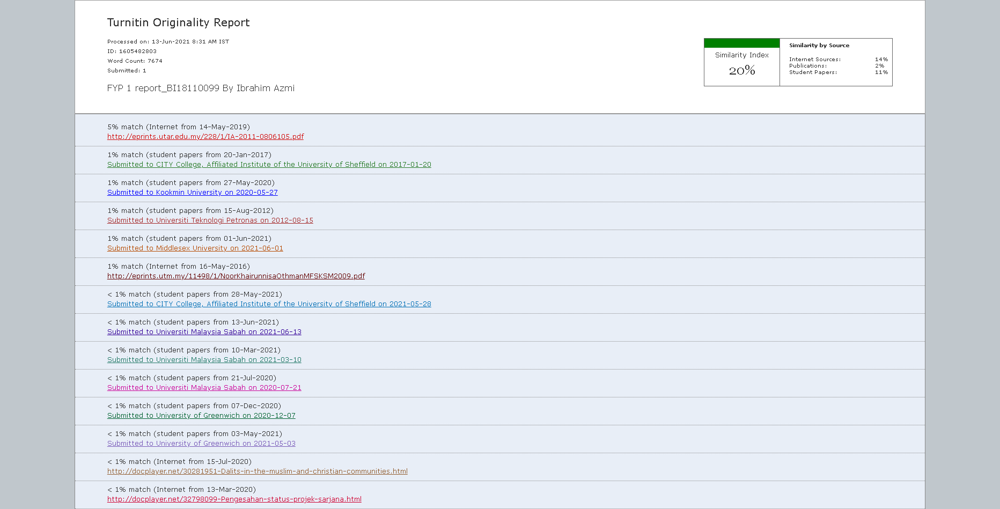 Turnitin Originality Report
Processed on: 13-Jun-2021 8:31 AM IST
ID: 1605482803
Word Count: 7674
Submitted: 1
FYP 1 report_BI18110099 By Ibrahim Azmi
Similarity Index
20%
Similarity by Source
Internet Sources: 14%
Publications: 2%
Student Papers: 11%
5% match (Internet from 14-May-2019)
http://eprints.utar.edu.my/228/1/IA-2011-0806105.pdf
1% match (student papers from 20-Jan-2017)
Submitted to CITY College, Affiliated Institute of the University of Sheffield on 2017-01-20
1% match (student papers from 27-May-2020)
Submitted to Kookmin University on 2020-05-27
1% match (student papers from 15-Aug-2012)
Submitted to Universiti Teknologi Petronas on 2012-08-15
1% match (student papers from 01-Jun-2021)
Submitted to Middlesex University on 2021-06-01
1% match (Internet from 16-May-2016)
http://eprints.utm.my/11498/1/NoorKhairunnisaOthmanMFSKSM2009.pdf
< 1% match (student papers from 28-May-2021)
Submitted to CITY College, Affiliated Institute of the University of Sheffield on 2021-05-28
< 1% match (student papers from 13-Jun-2021)
Submitted to Universiti Malaysia Sabah on 2021-06-13
< 1% match (student papers from 10-Mar-2021)
Submitted to Universiti Malaysia Sabah on 2021-03-10
< 1% match (student papers from 21-Jul-2020)
Submitted to Universiti Malaysia Sabah on 2020-07-21
< 1% match (student papers from 07-Dec-2020)
Submitted to University of Greenwich on 2020-12-07
< 1% match (student papers from 03-May-2021)
Submitted to University of Greenwich on 2021-05-03
< 1% match (Internet from 15-Jul-2020)
http://docplayer.net/30281951-Dalits-in-the-muslim-and-christian-communities.html
< 1% match (Internet from 13-Mar-2020)
http://docplayer.net/32798099-Pengesahan-status-projek-sarjana.html